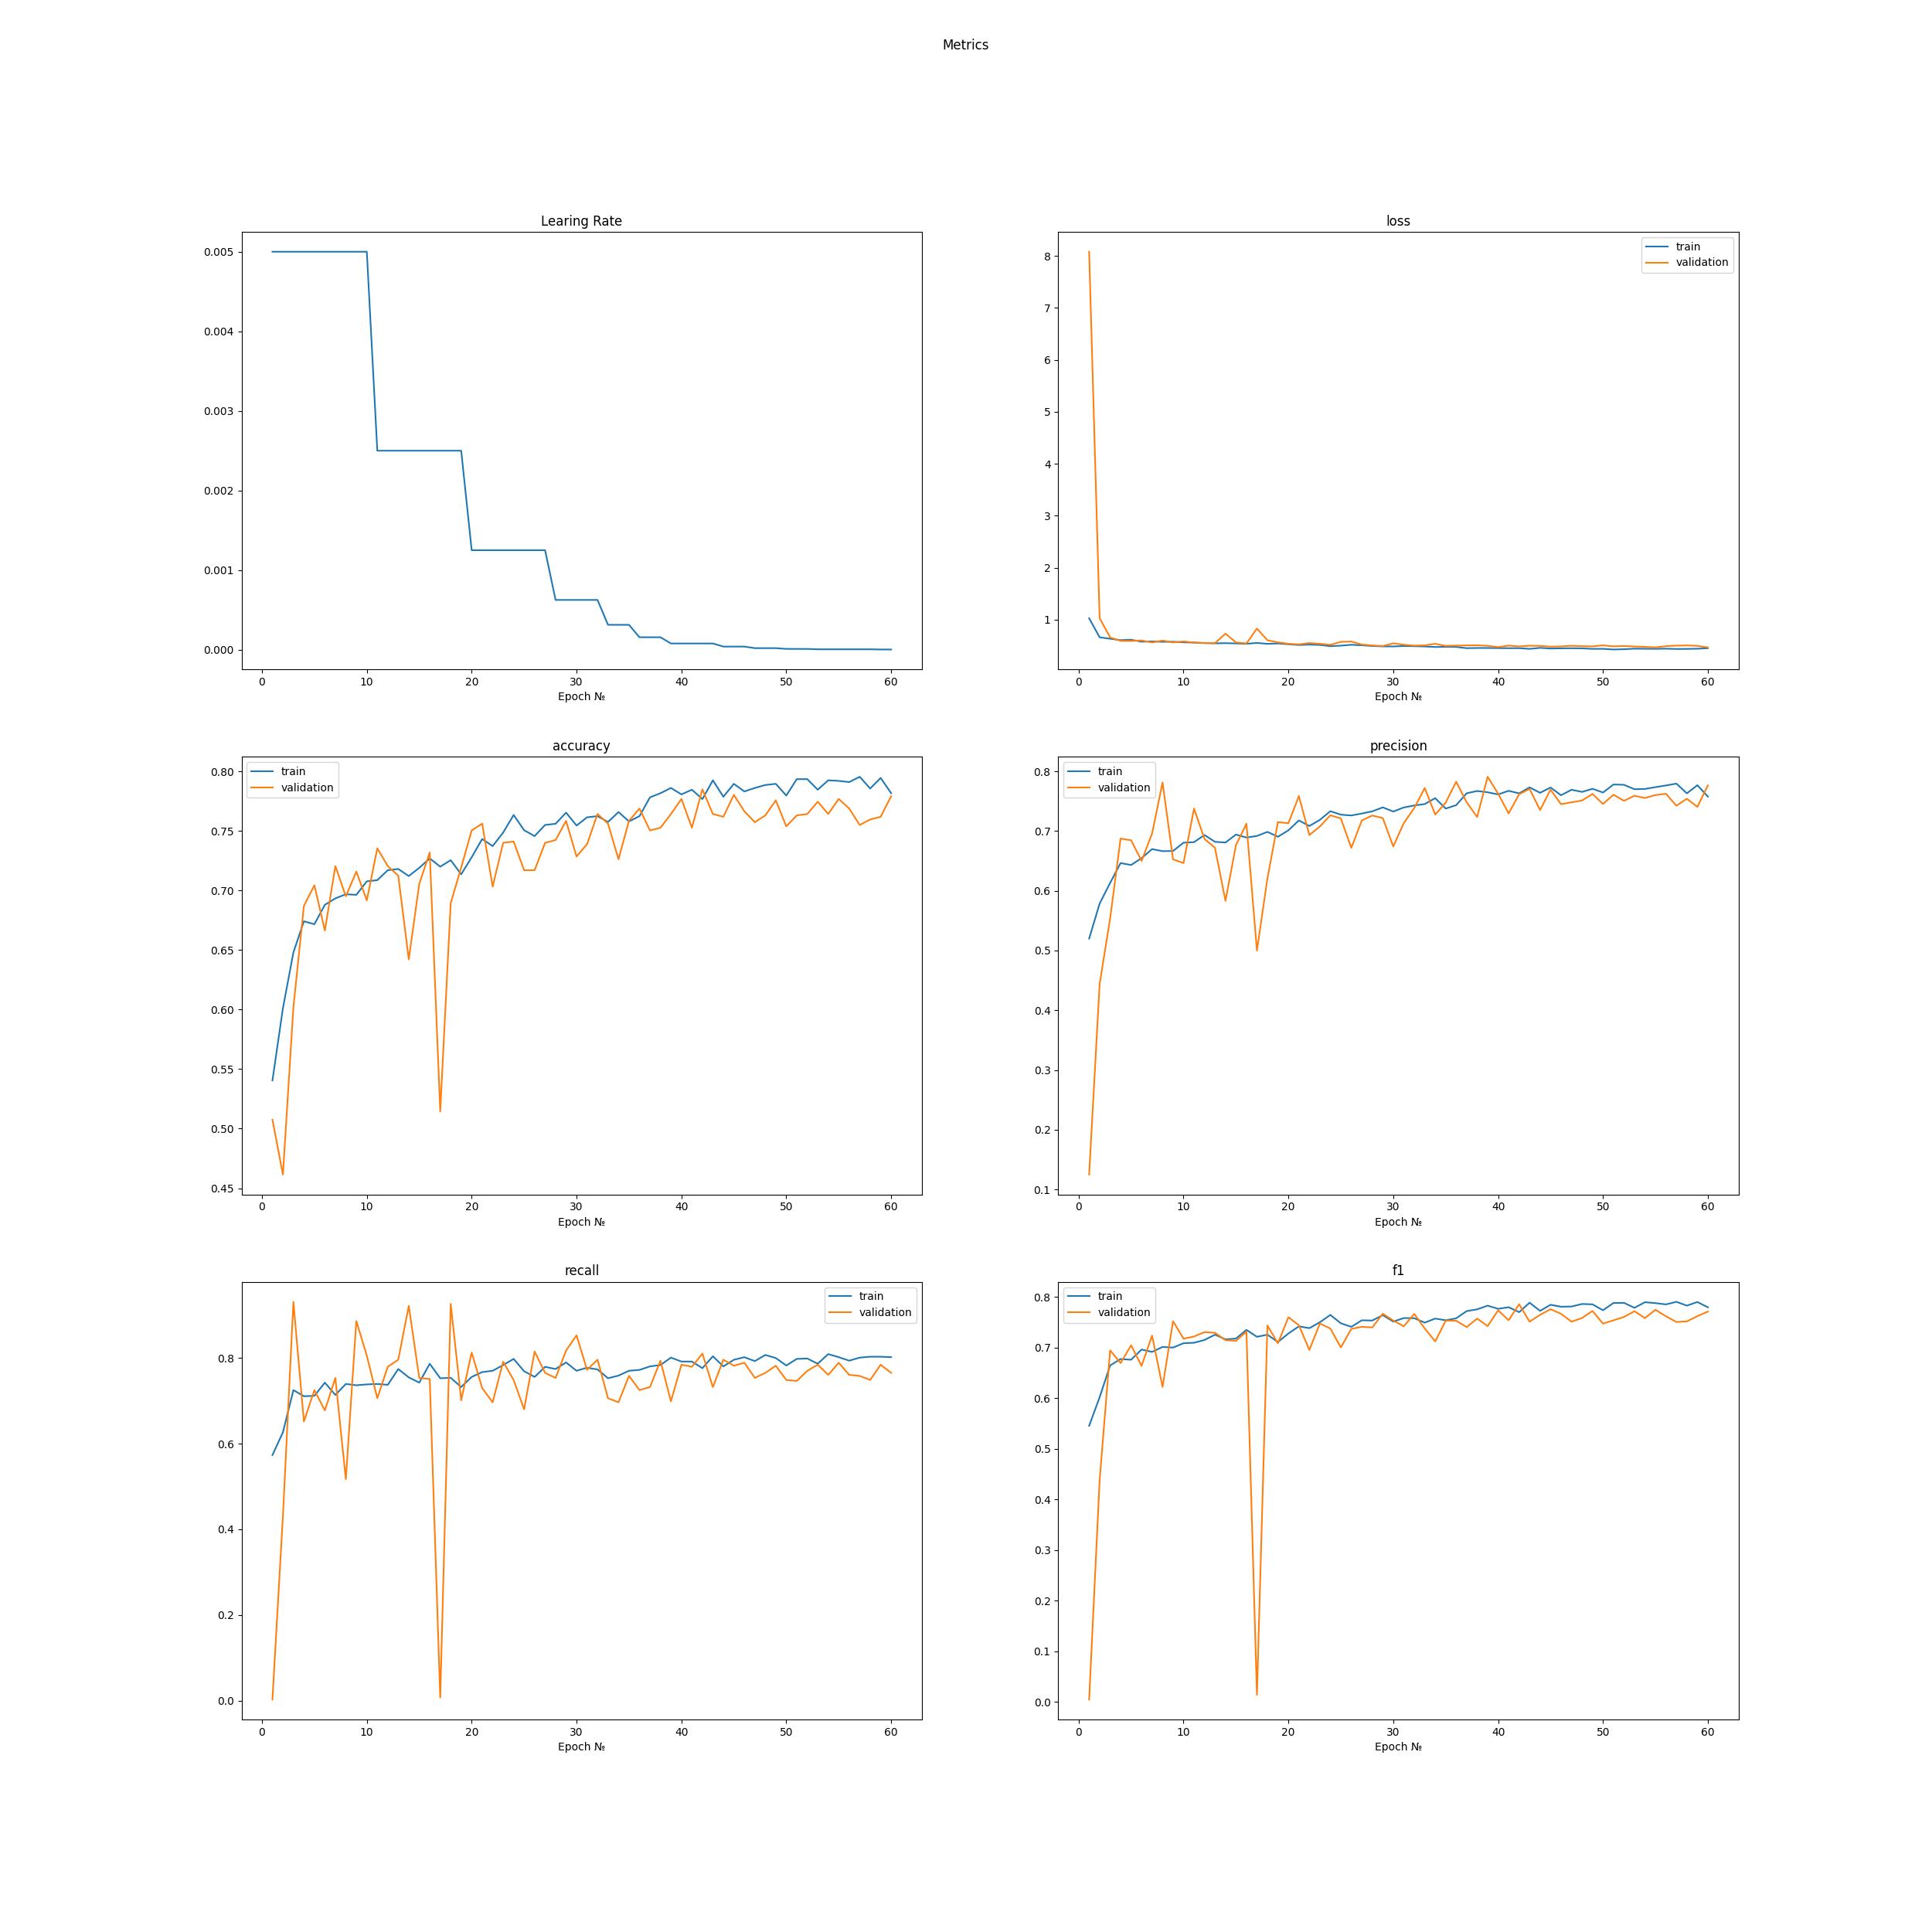 Metrics
Learing Rate
0.005
0.004
0.003
0.002
0.001
0.000
0 10 20 30 40 50 60
Epoch №
loss
train
validation
8
7
6
5
4
3
2
1
0 10 20 30 40 50 60
Epoch №
accuracy
train
validation
0.80
0.75
0.70
0.65
0.60
0.55
0.50
0.45
0 10 20 30 40 50 60
Epoch №
precision
train
validation
0.8
0.7
0.6
0.5
0.4
0.3
0.2
0.1
0 10 20 30 40 50 60
Epoch №
recall
train
validation
0.8
0.6
0.4
0.2
0.0
0 10 20 30 40 50 60
Epoch №
f1
train
validation
0.8
0.7
0.6
0.5
0.4
0.3
0.2
0.1
0.0
0 10 20 30 40 50 60
Epoch №